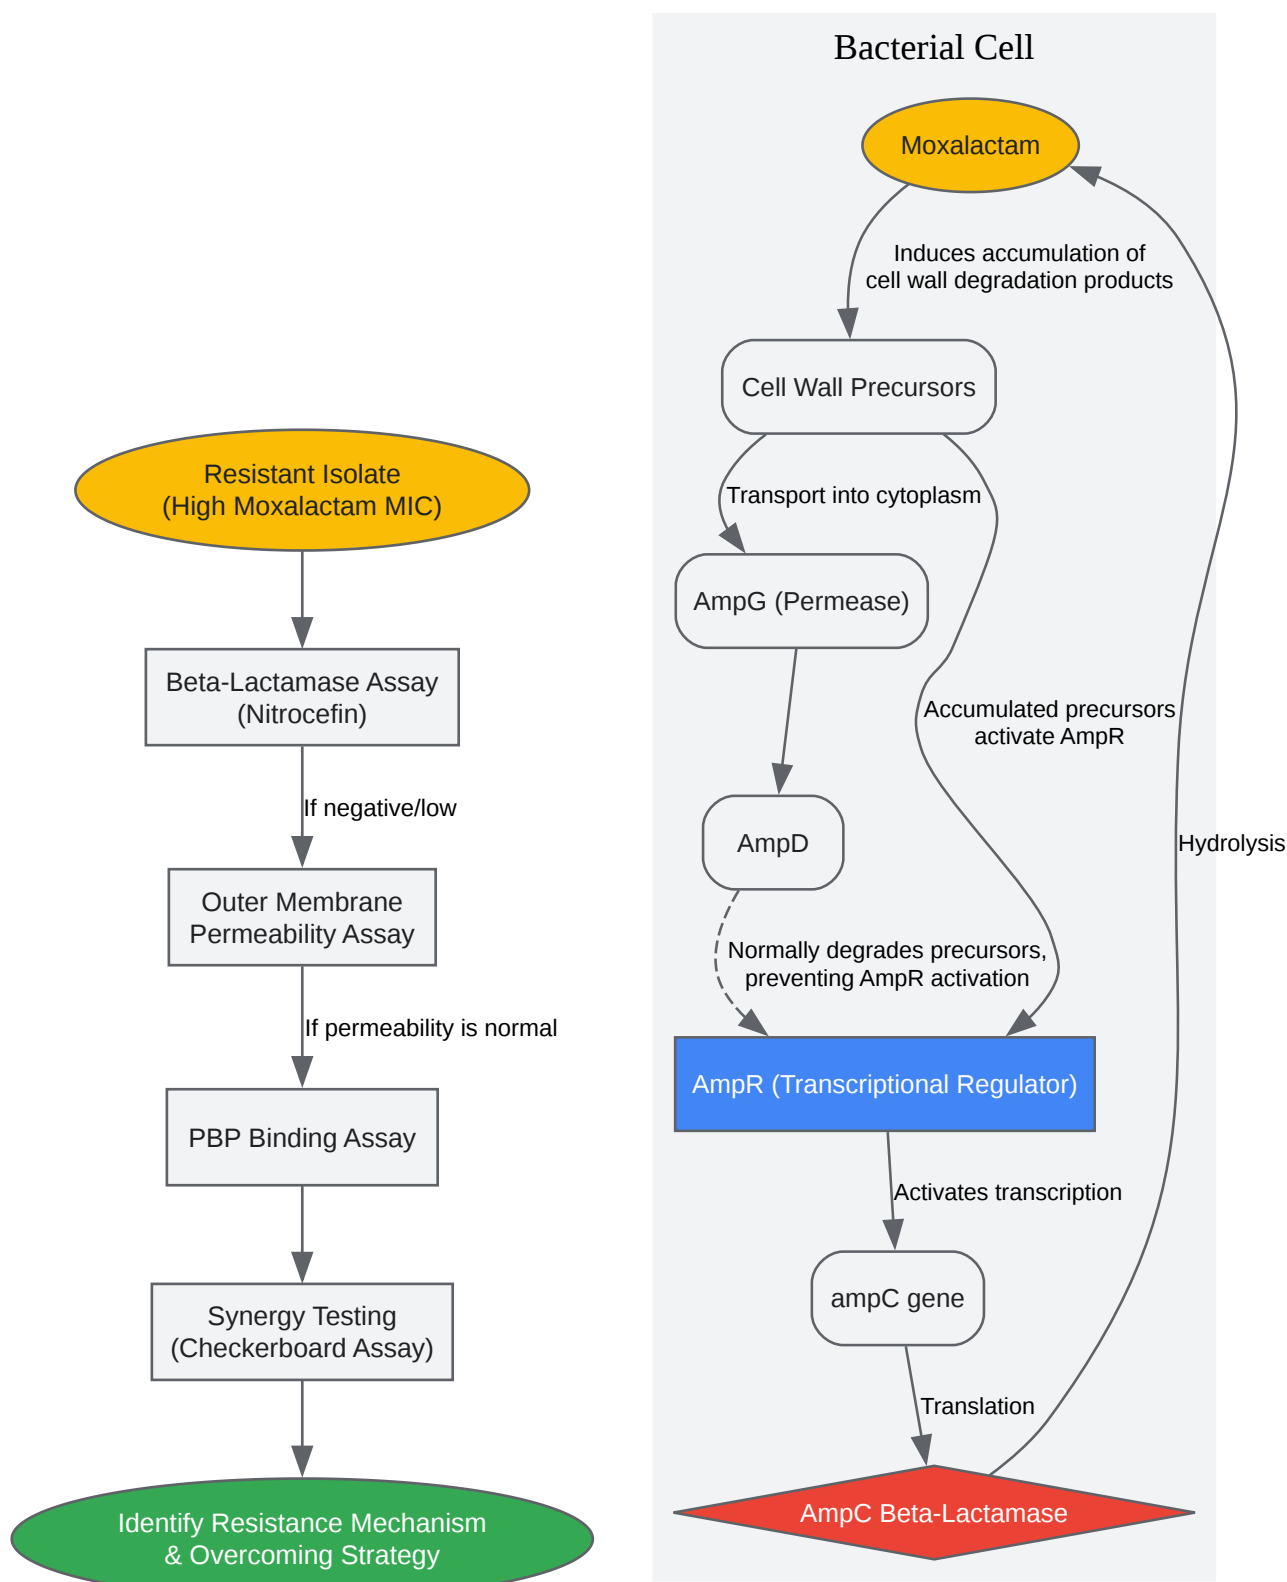 Resistant Isolate
(High Moxalactam MIC)
Beta-Lactamase Assay
(Nitrocefin)
If negative/low
Outer Membrane
Permeability Assay
If permeability is normal
PBP Binding Assay
Synergy Testing
(Checkerboard Assay)
Identify Resistance Mechanism
& Overcoming Strategy
Bacterial Cell
Moxalactam
Induces accumulation of
cell wall degradation products
Cell Wall Precursors
Transport into cytoplasm
AmpG (Permease)
Accumulated precursors
activate AmpR
AmpD
Hydrolysis
Normally degrades precursors,
preventing AmpR activation
AmpR (Transcriptional Regulator)
Activates transcription
ampC gene
Translation
AmpC Beta-Lactamase